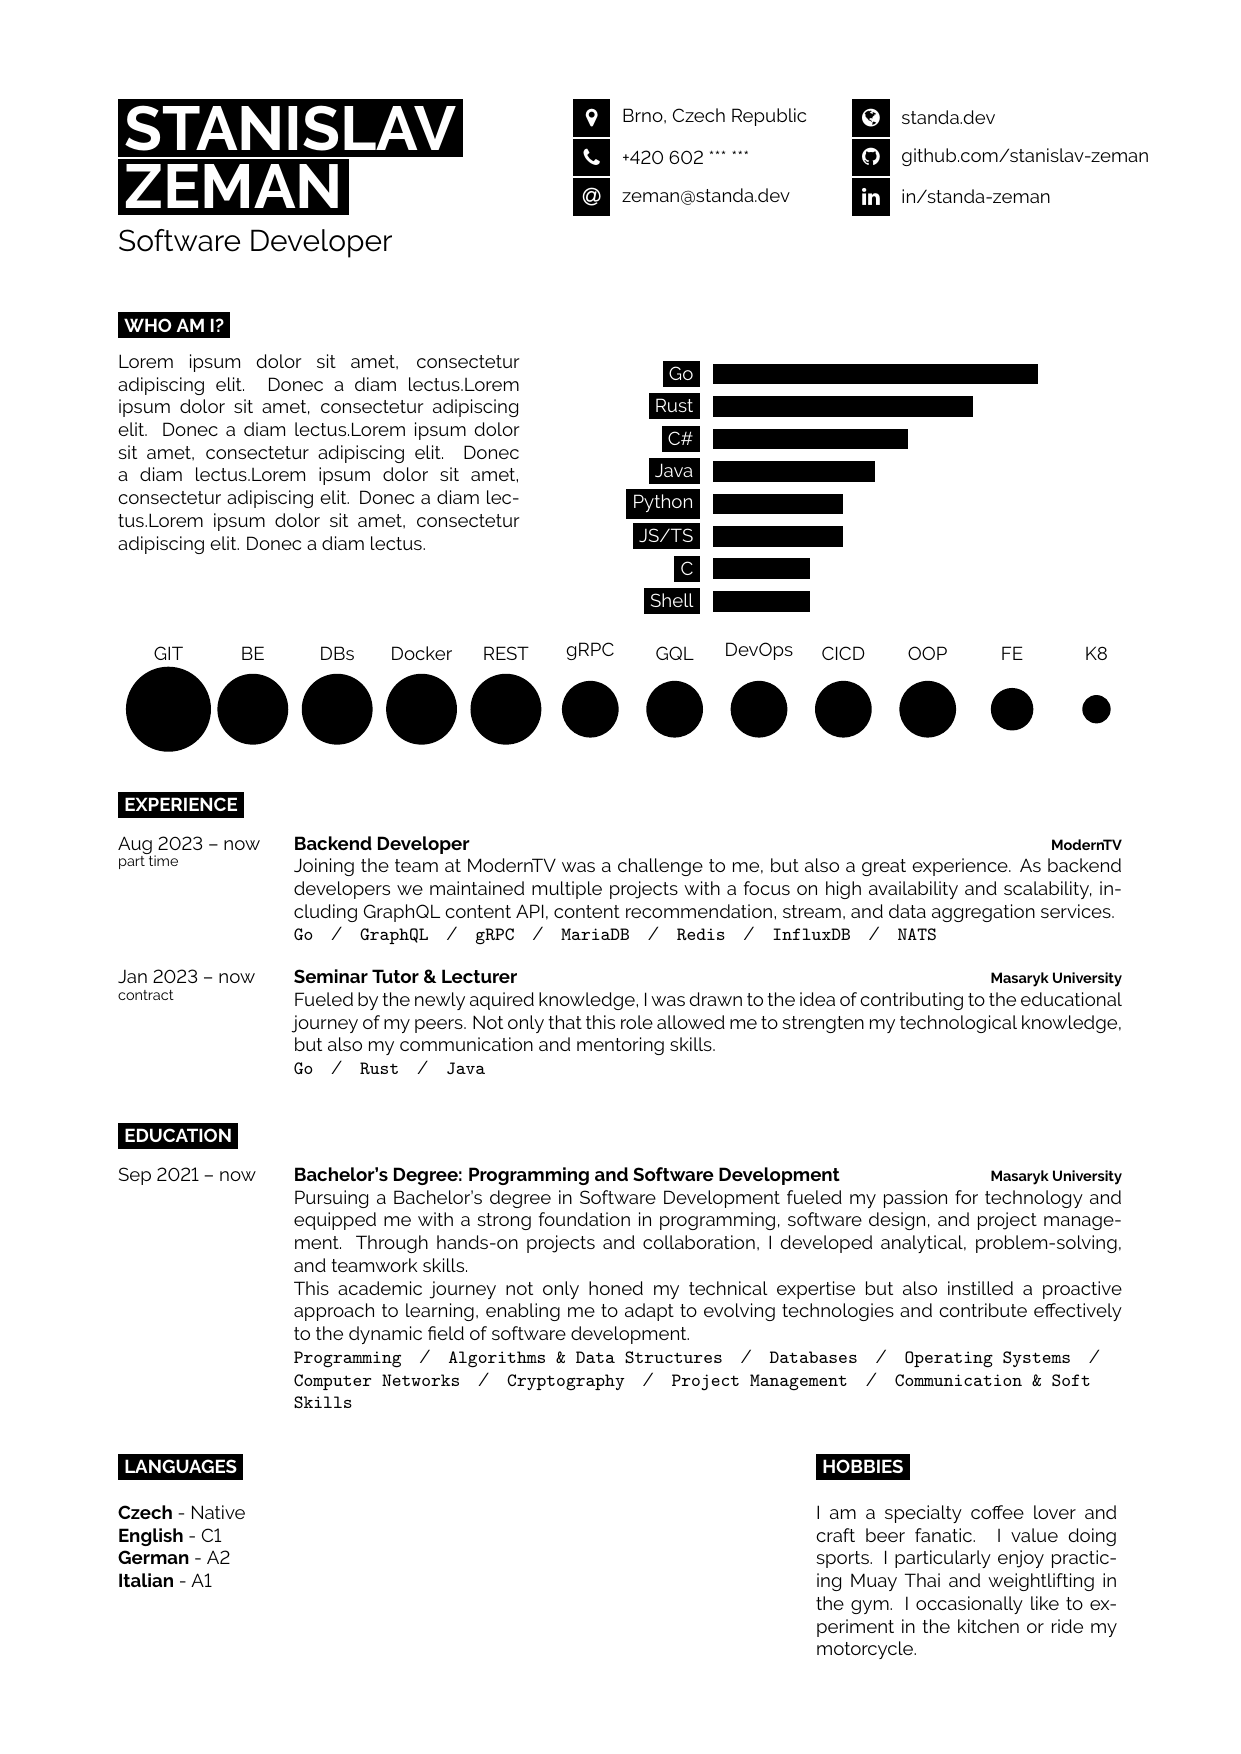 STANISLAV
ZEMAN
Software Developer
Brno, Czech Republic
+420 602 *** ***
@ zeman@standa.dev
standa.dev
github.com/stanislav-zeman
in in/standa-zeman
WHO AM I?
Lorem ipsum dolor sit amet, consectetur
adipiscing elit. Donec a diam lectus.Lorem
ipsum dolor sit amet, consectetur adipiscing
elit. Donec a diam lectus.Lorem ipsum dolor
sit amet, consectetur adipiscing elit. Donec
a diam lectus.Lorem ipsum dolor sit amet,
consectetur adipiscing elit. Donec a diam lec-
tus.Lorem ipsum dolor sit amet, consectetur
adipiscing elit. Donec a diam lectus.
Go
Rust
C#
Java
Python
JS/TS
C
Shell
GIT BE DBs Docker REST gRPC GQL DevOps CICD OOP FE K8
EXPERIENCE
Aug 2023 – now
part time
Backend Developer ModernTV
Joining the team at ModernTV was a challenge to me, but also a great experience. As backend
developers we maintained multiple projects with a focus on high availability and scalability, in-
cluding GraphQL content API, content recommendation, stream, and data aggregation services.
Go / GraphQL / gRPC / MariaDB / Redis / InfluxDB / NATS
Jan 2023 – now
contract
Seminar Tutor & Lecturer Masaryk University
Fueled by the newly aquired knowledge, I was drawn to the idea of contributing to the educational
journey of my peers. Not only that this role allowed me to strengten my technological knowledge,
but also my communication and mentoring skills.
Go / Rust / Java
EDUCATION
Sep 2021 – now
Bachelor's Degree: Programming and Software Development Masaryk University
Pursuing a Bachelor's degree in Software Development fueled my passion for technology and
equipped me with a strong foundation in programming, software design, and project manage-
ment. Through hands-on projects and collaboration, I developed analytical, problem-solving,
and teamwork skills.
This academic journey not only honed my technical expertise but also instilled a proactive
approach to learning, enabling me to adapt to evolving technologies and contribute effectively
to the dynamic field of software development.
Programming / Algorithms & Data Structures / Databases / Operating Systems /
Computer Networks / Cryptography / Project Management / Communication & Soft
Skills
LANGUAGES
Czech - Native
English - C1
German - A2
Italian - A1
HOBBIES
I am a specialty coffee lover and
craft beer fanatic. I value doing
sports. I particularly enjoy practic-
ing Muay Thai and weightlifting in
the gym. I occasionally like to ex-
periment in the kitchen or ride my
motorcycle.